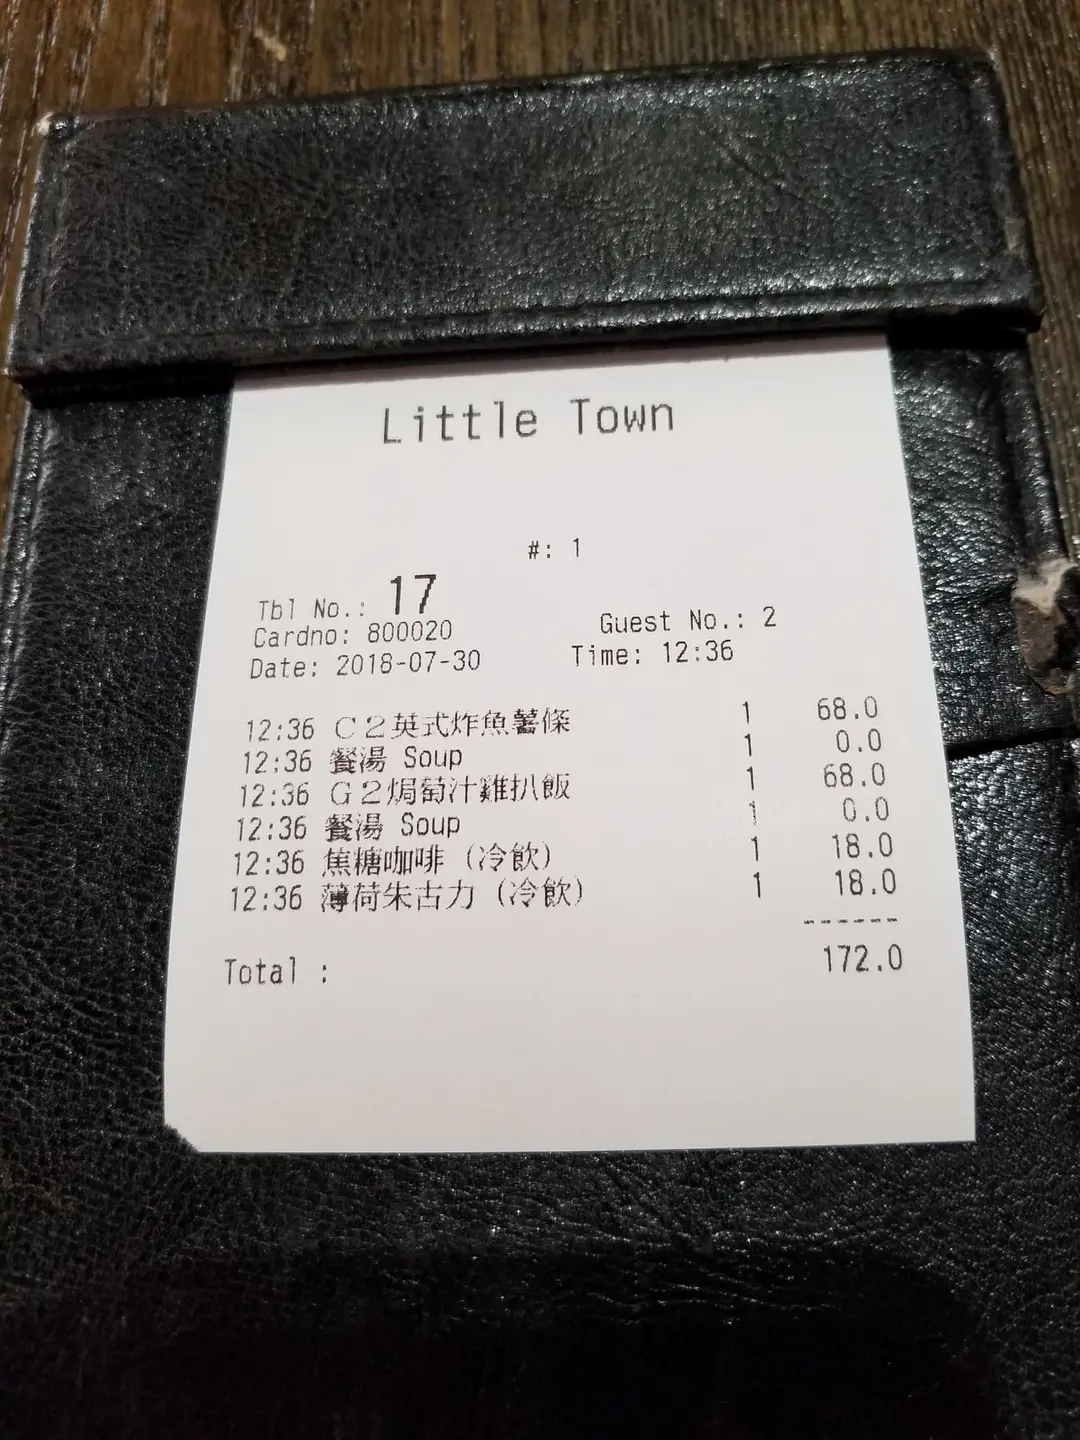 Little Town
#: 1
Tbl No.: 17
Cardno: 800020 Guest No.: 2
Date: 2018-07-30 Time: 12:36
12:36 Ｃ２英式炸魚薯條 1 68.0
12:36 餐湯 Soup 1 0.0
12:36 Ｇ２焗葡汁雞扒飯 1 68.0
12:36 餐湯 Soup 1 0.0
12:36 焦糖咖啡 (冷飲) 1 18.0
12:36 薄荷朱古力 (冷飲) 1 18.0
------
Total : 172.0